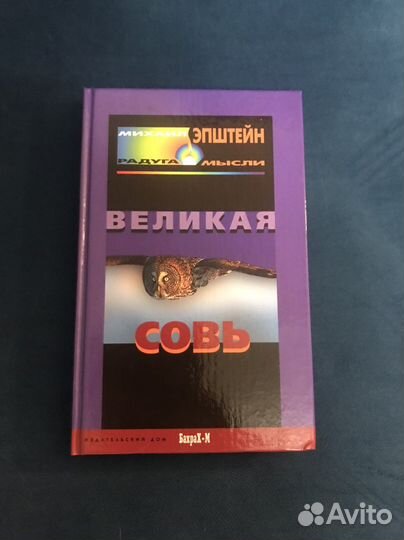 МИХАИЛ ЭПШТЕЙН
РАДУГА МЫСЛИ
ВЕЛИКАЯ
СОВЬ
ИЗДАТЕЛЬСКИЙ ДОМ БахраХ-М
Avito